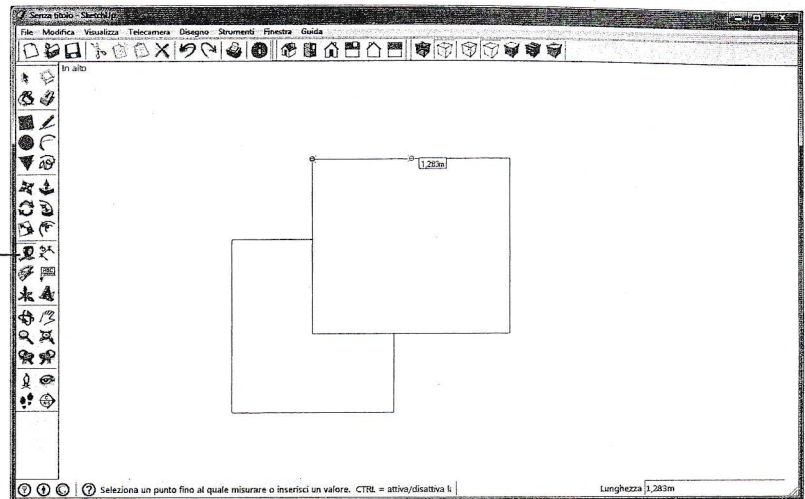 Senza titolo - SketchUp
File Modifica Visualizza Telecamera Disegno Strumenti Finestra Guida
In alto
1,283m
ABC
Seleziona un punto fino al quale misurare o inserisci un valore. CTRL = attiva/disattiva
Lunghezza 1,283m